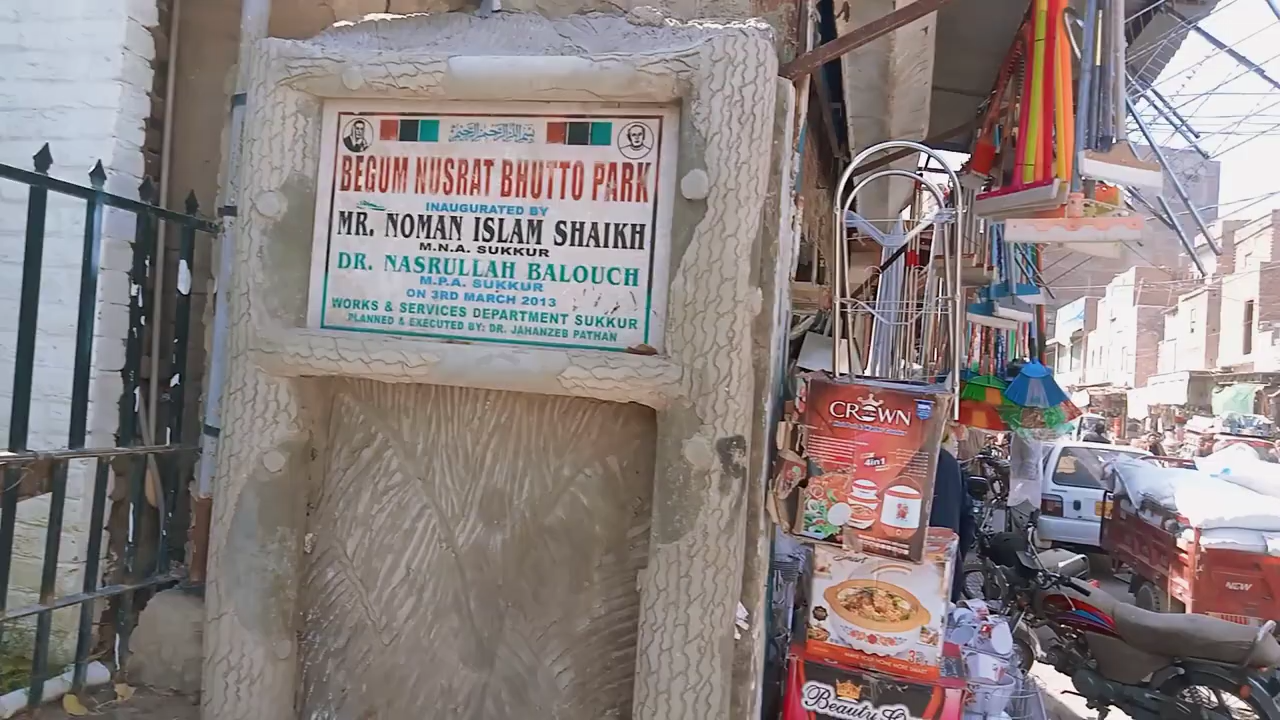 بسم الله الرحمن الرحيم
BEGUM NUSRAT BHUTTO PARK
INAUGURATED BY
MR. NOMAN ISLAM SHAIKH
M.N.A. SUKKUR
DR. NASRULLAH BALOUCH
M.P.A. SUKKUR
ON 3RD MARCH 2013
WORKS & SERVICES DEPARTMENT SUKKUR
PLANNED & EXECUTED BY: DR. JAHANZEB PATHAN
CROWN
4in1
Beauty
NEW